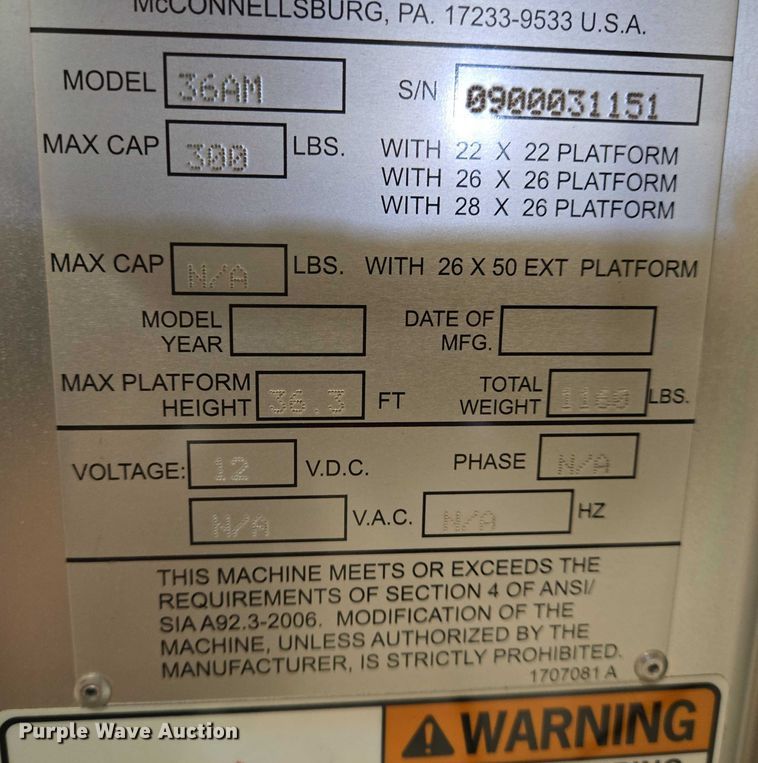 McCONNELLSBURG, PA. 17233-9533 U.S.A.
MODEL 36AM S/N 0900031151
MAX CAP 300 LBS. WITH 22 X 22 PLATFORM
WITH 26 X 26 PLATFORM
WITH 28 X 26 PLATFORM
MAX CAP N/A LBS. WITH 26 X 50 EXT PLATFORM
MODEL YEAR DATE OF MFG.
MAX PLATFORM HEIGHT 36.3 FT TOTAL WEIGHT 1160 LBS.
VOLTAGE: 12 V.D.C. PHASE N/A
N/A V.A.C. N/A HZ
THIS MACHINE MEETS OR EXCEEDS THE
REQUIREMENTS OF SECTION 4 OF ANSI/
SIA A92.3-2006. MODIFICATION OF THE
MACHINE, UNLESS AUTHORIZED BY THE
MANUFACTURER, IS STRICTLY PROHIBITED.
1707081 A
Purple Wave Auction
WARNING